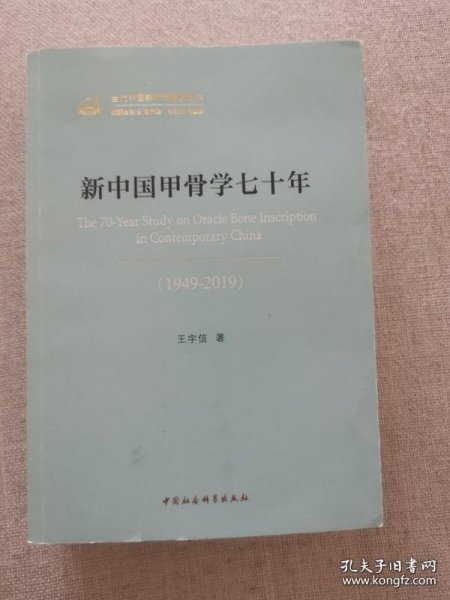 新中国甲骨学七十年
The 70-Year Study on Oracle Bone Inscription
in Contemporary China
(1949-2019)
王宇信 著
中国社会科学出版社
孔夫子旧书网
www.kongfz.com